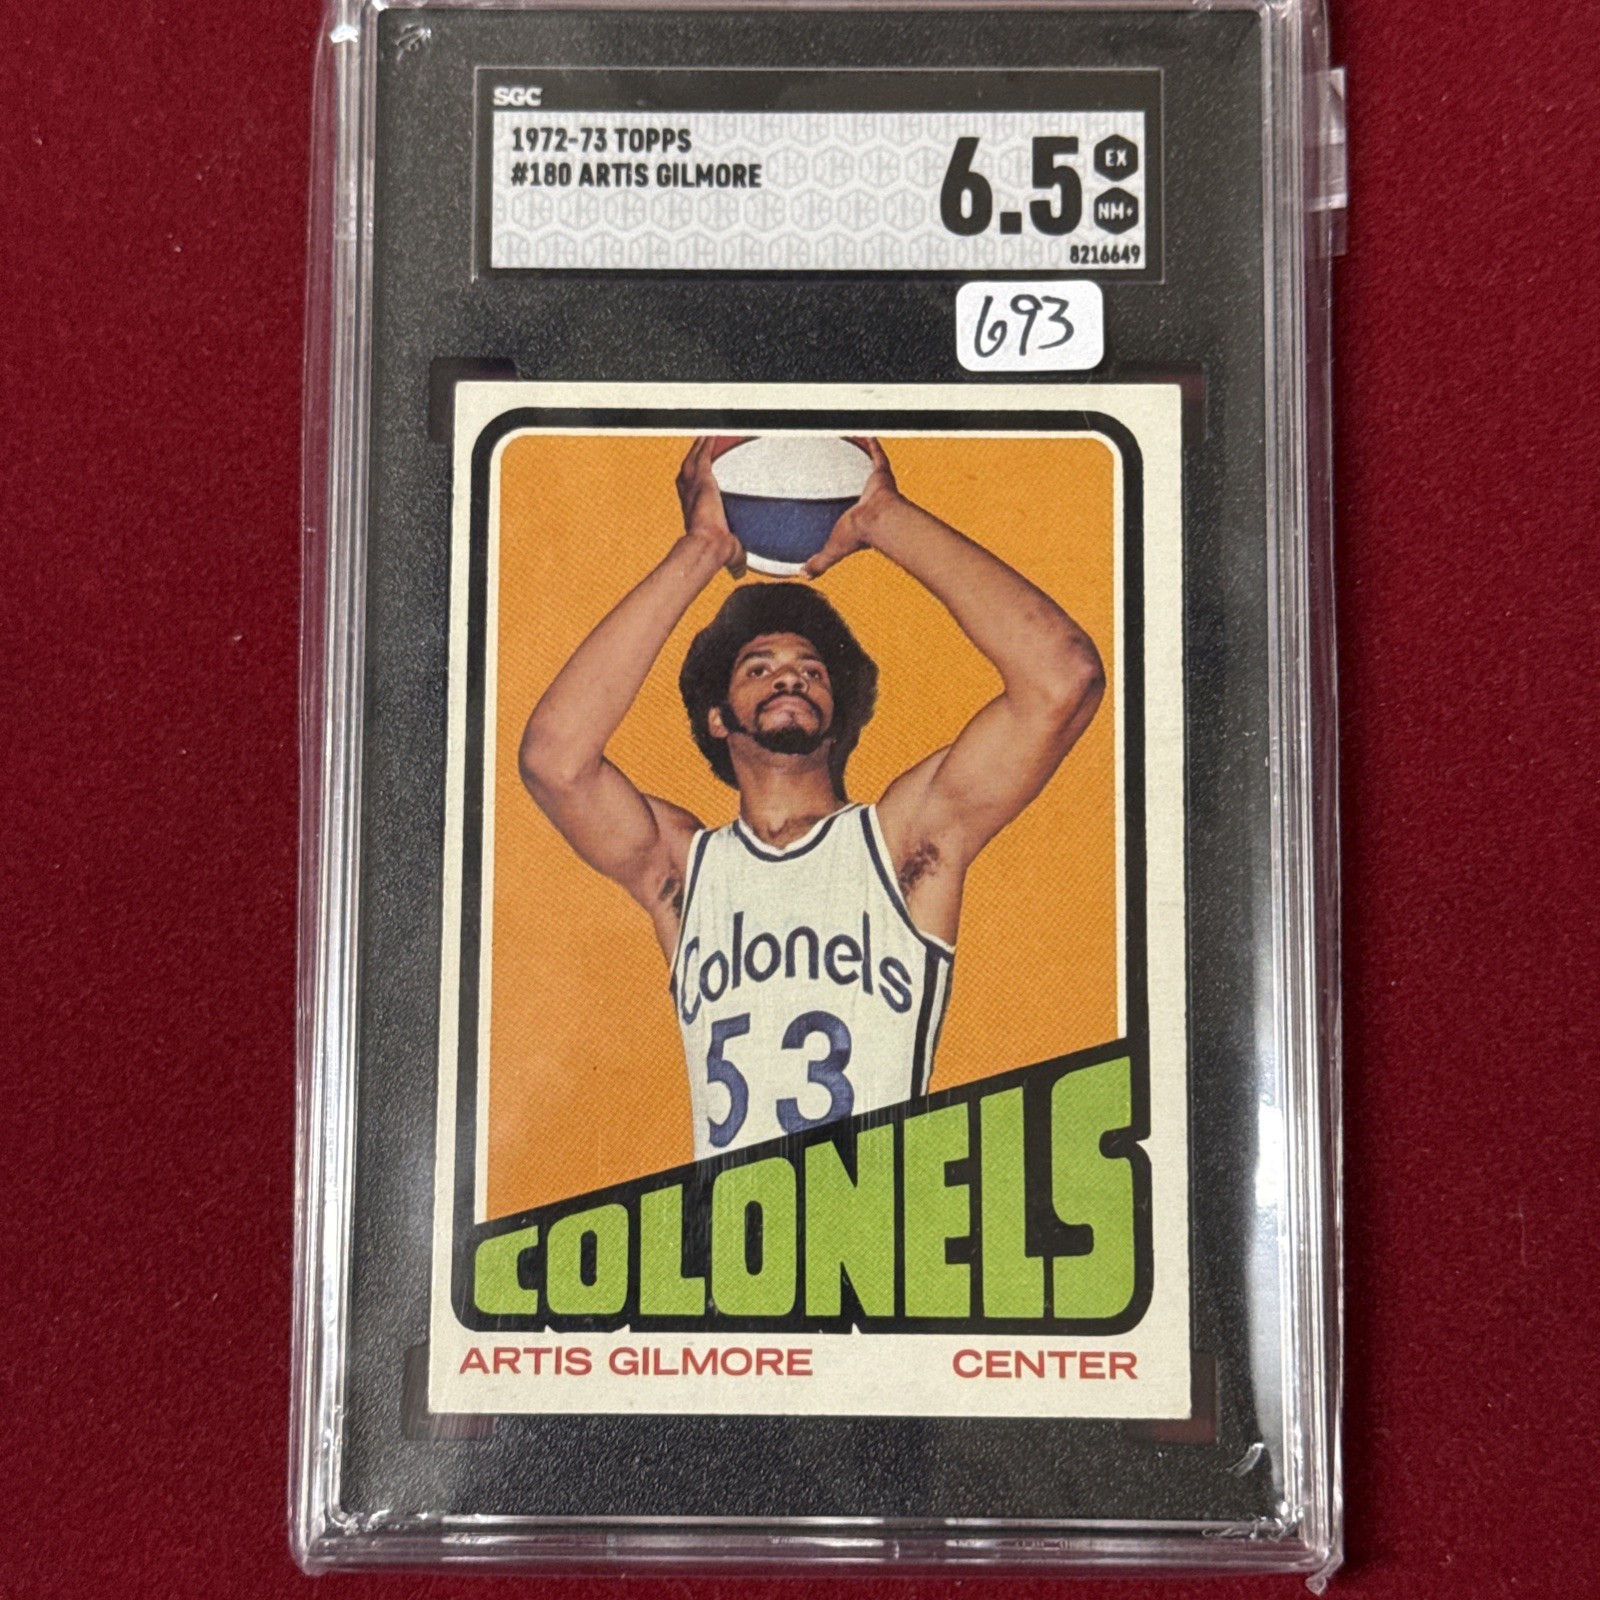 SGC
1972-73 TOPPS
#180 ARTIS GILMORE
6.5
EX
NM+
8216649
693
Colonels
53
COLONELS
ARTIS GILMORE CENTER